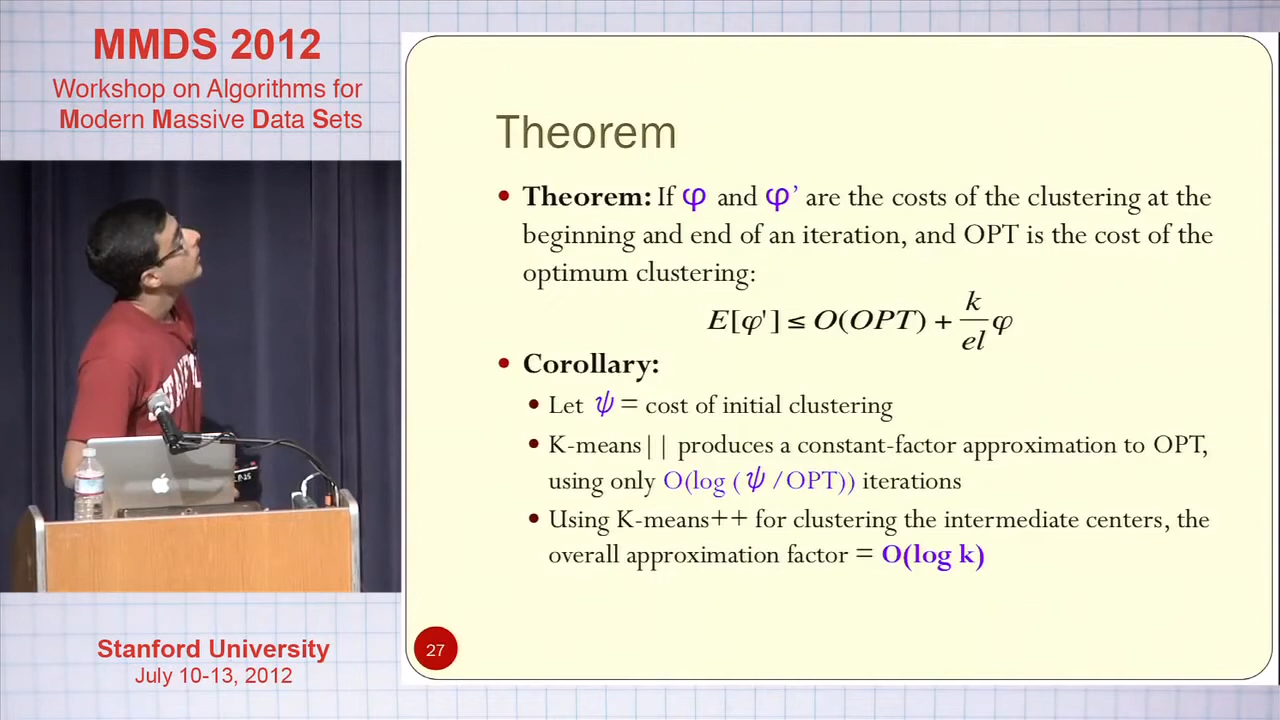 MMDS 2012
Workshop on Algorithms for
Modern Massive Data Sets
Theorem
• Theorem: If φ and φ’ are the costs of the clustering at the
beginning and end of an iteration, and OPT is the cost of the
optimum clustering:
E[φ'] ≤ O(OPT) + k/el φ
• Corollary:
• Let ψ = cost of initial clustering
• K-means|| produces a constant-factor approximation to OPT,
using only O(log (ψ/OPT)) iterations
• Using K-means++ for clustering the intermediate centers, the
overall approximation factor = O(log k)
27
Stanford University
July 10-13, 2012